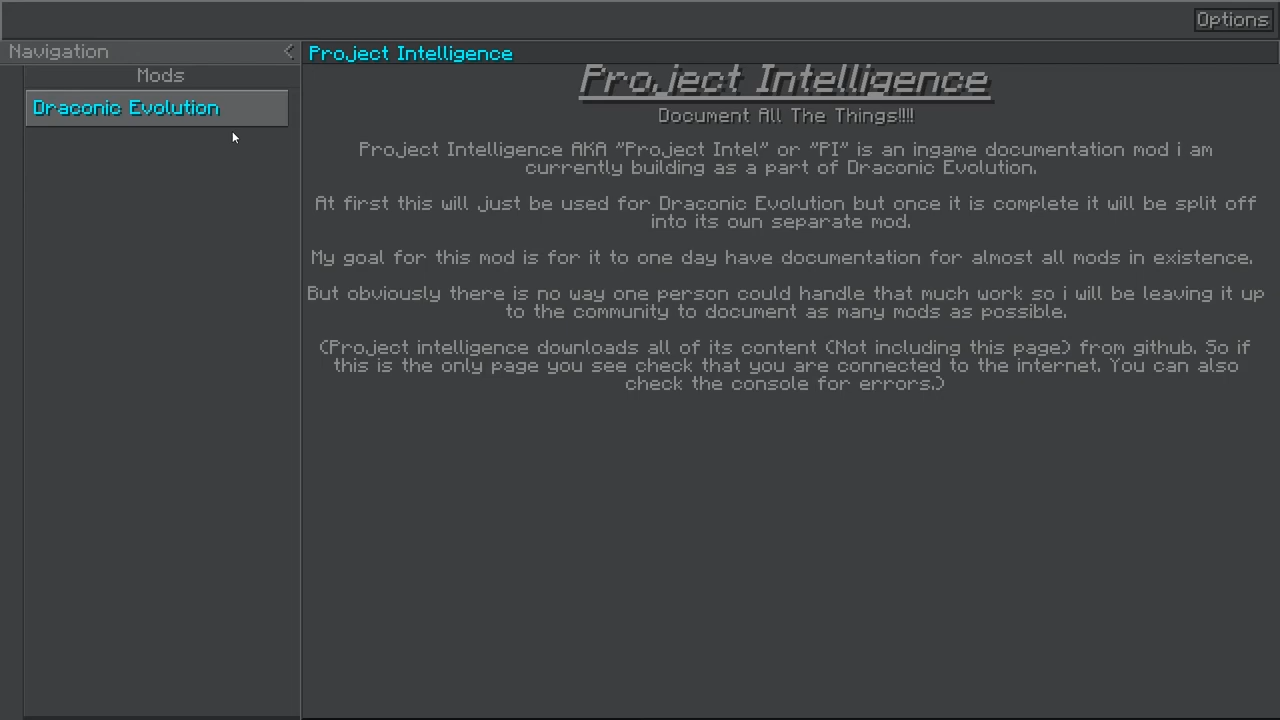 Options
Navigation <
Mods
Draconic Evolution
Project Intelligence
Project Intelligence
Document All The Things!!!!
Project Intelligence AKA "Project Intel" or "PI" is an ingame documentation mod i am
currently building as a part of Draconic Evolution.
At first this will just be used for Draconic Evolution but once it is complete it will be split off
into its own separate mod.
My goal for this mod is for it to one day have documentation for almost all mods in existence.
But obviously there is no way one person could handle that much work so i will be leaving it up
to the community to document as many mods as possible.
(Project intelligence downloads all of its content (Not including this page) from github. So if
this is the only page you see check that you are connected to the internet. You can also
check the console for errors.)